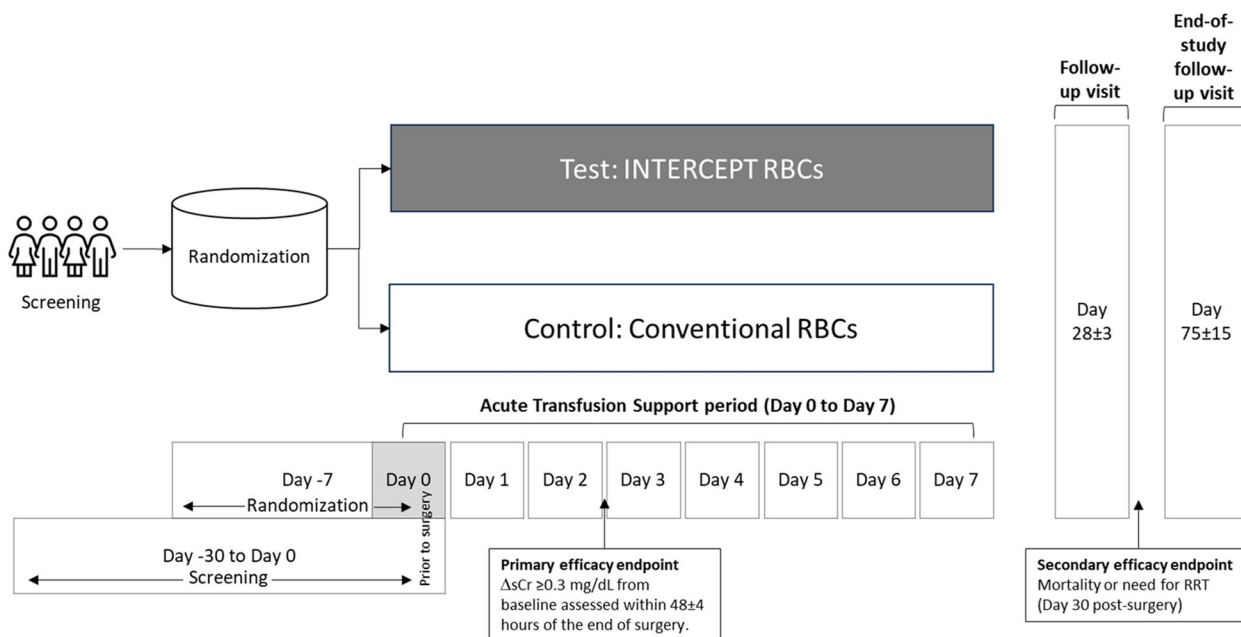 Follow-
up visit
End-of-
study
follow-
up visit
Test: INTERCEPT RBCs
Randomization
Screening
Control: Conventional RBCs
Day
28±3
Day
75±15
Acute Transfusion Support period (Day 0 to Day 7)
Day -7
Randomization
Day 0
Prior to surgery
Day 1
Day 2
Day 3
Day 4
Day 5
Day 6
Day 7
Day -30 to Day 0
Screening
Primary efficacy endpoint
ΔsCr ≥0.3 mg/dL from
baseline assessed within 48±4
hours of the end of surgery.
Secondary efficacy endpoint
Mortality or need for RRT
(Day 30 post-surgery)